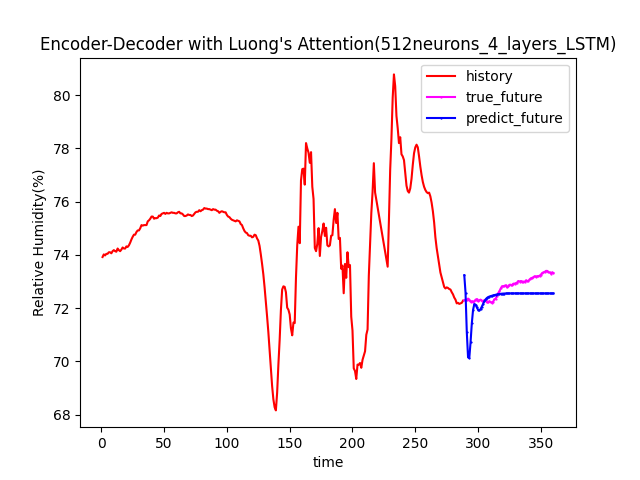 Encoder-Decoder with Luong's Attention(512neurons_4_layers_LSTM)
history
true_future
predict_future
Relative Humidity(%)
80
78
76
74
72
70
68
0 50 100 150 200 250 300 350
time